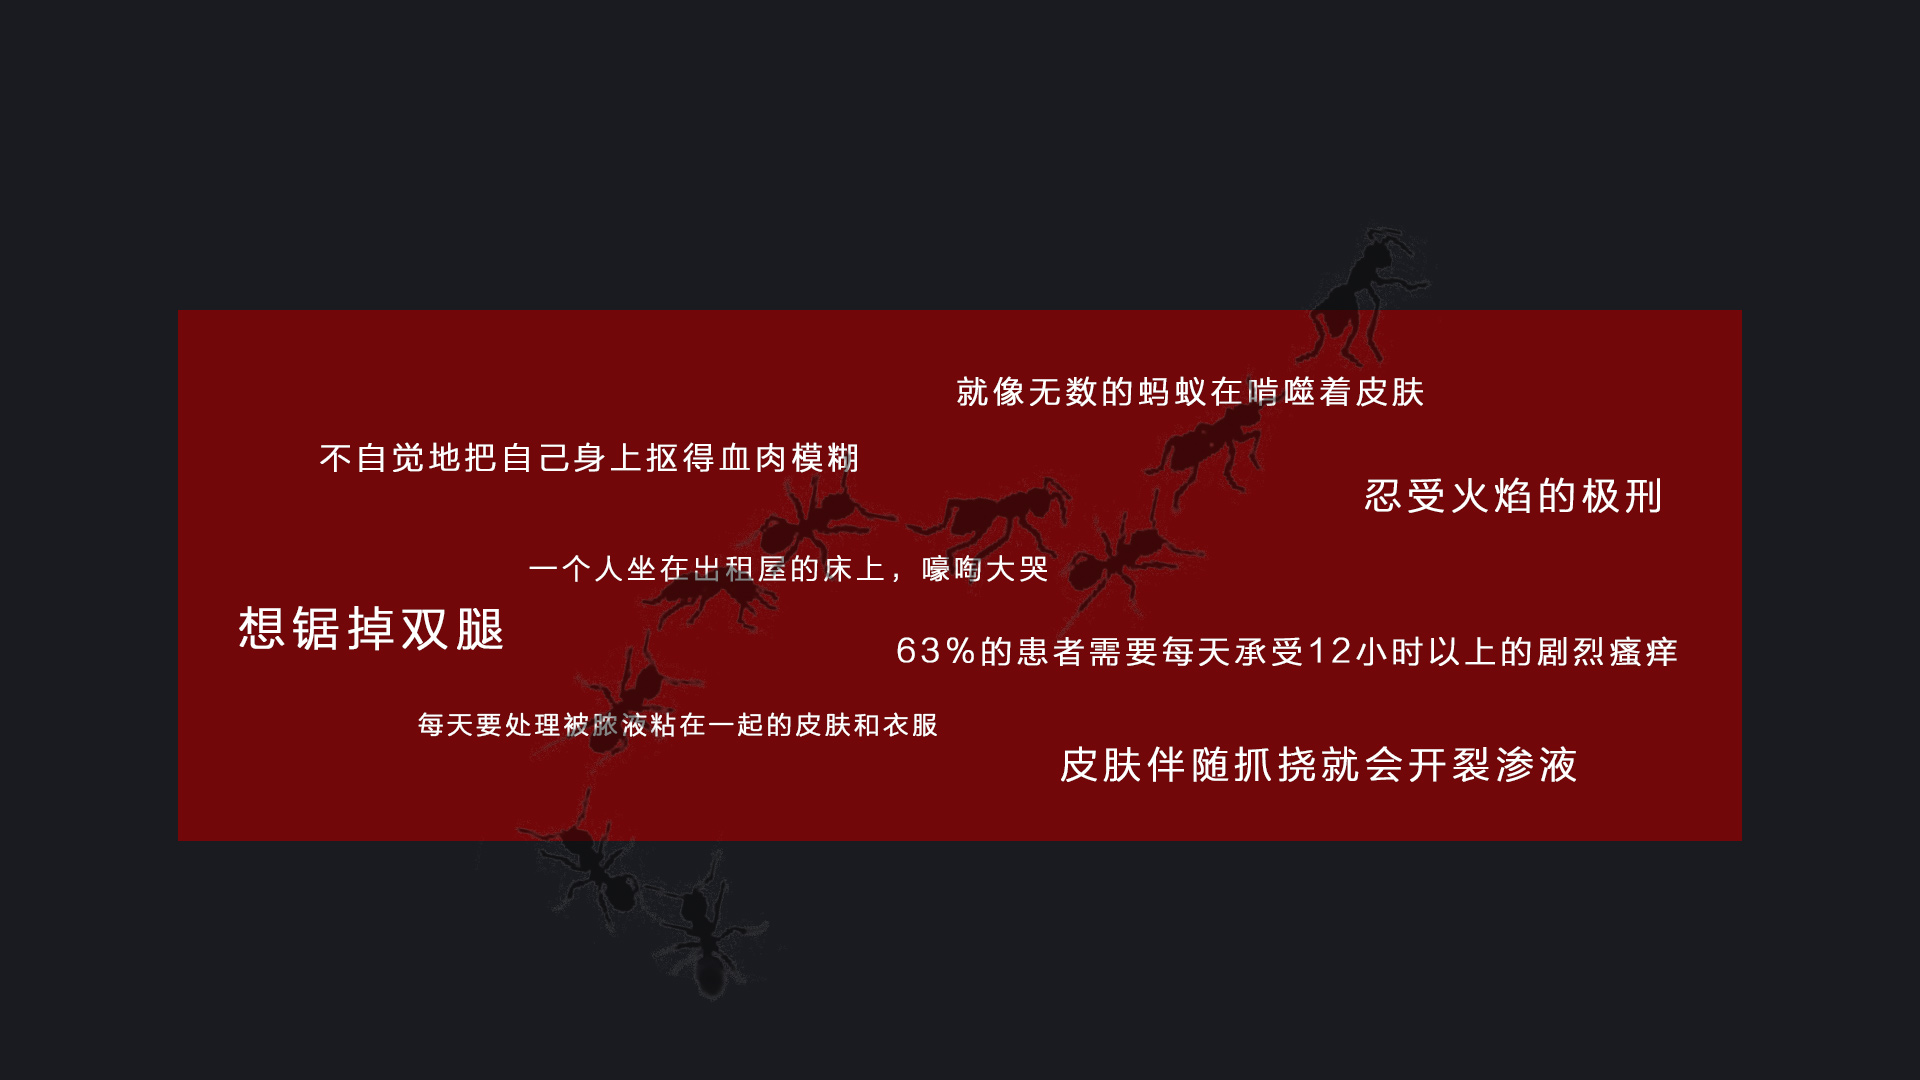 就像无数的蚂蚁在啃噬着皮肤
不自觉地把自己身上抠得血肉模糊
忍受火焰的极刑
一个人坐在出租屋的床上，嚎啕大哭
想锯掉双腿
63%的患者需要每天承受12小时以上的剧烈瘙痒
每天要处理被脓液粘在一起的皮肤和衣服
皮肤伴随抓挠就会开裂渗液